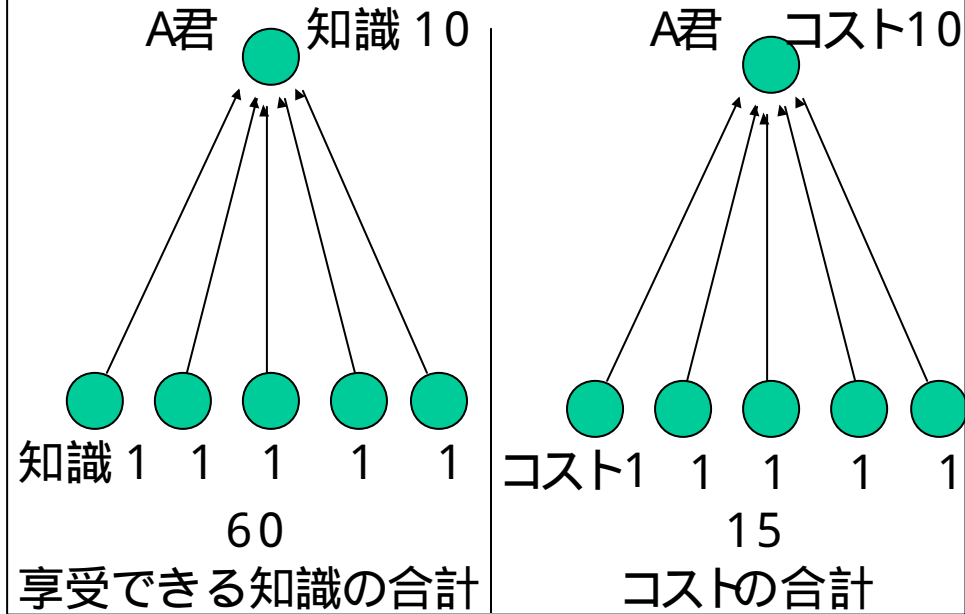 A君 知識 10
知識 1 1 1 1 1
60
享受できる知識の合計
A君 コスト10
コスト1 1 1 1 1
15
コストの合計